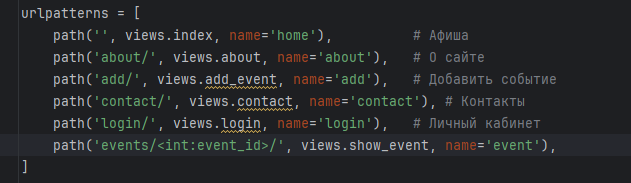 urlpatterns = [
path('', views.index, name='home'), # Афиша
path('about/', views.about, name='about'), # О сайте
path('add/', views.add_event, name='add'), # Добавить событие
path('contact/', views.contact, name='contact'), # Контакты
path('login/', views.login, name='login'), # Личный кабинет
path('events/<int:event_id>/', views.show_event, name='event'),
]